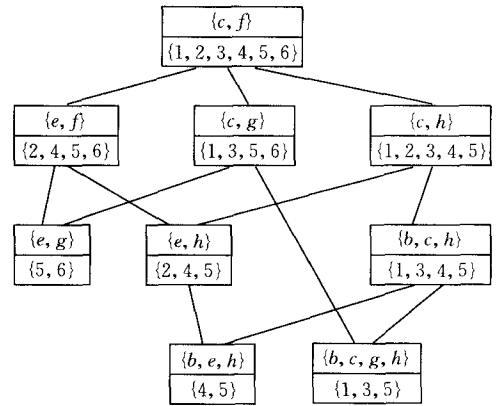 {c, f}
{1, 2, 3, 4, 5, 6}
{e, f}
{2, 4, 5, 6}
{c, g}
{1, 3, 5, 6}
{c, h}
{1, 2, 3, 4, 5}
{e, g}
{5, 6}
{e, h}
{2, 4, 5}
{b, c, h}
{1, 3, 4, 5}
{b, e, h}
{4, 5}
{b, c, g, h}
{1, 3, 5}